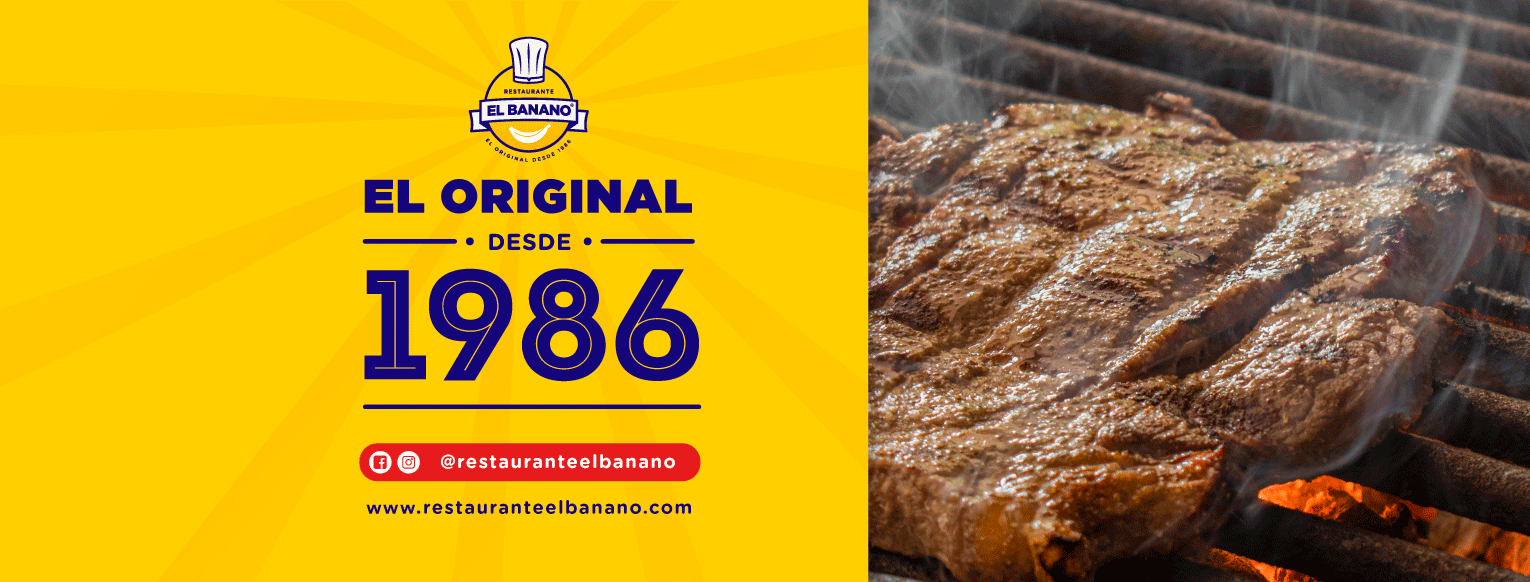 RESTAURANTE
EL BANANO®
EL ORIGINAL DESDE 1986
EL ORIGINAL
• DESDE •
1986
@restauranteelbanano
www.restauranteelbanano.com